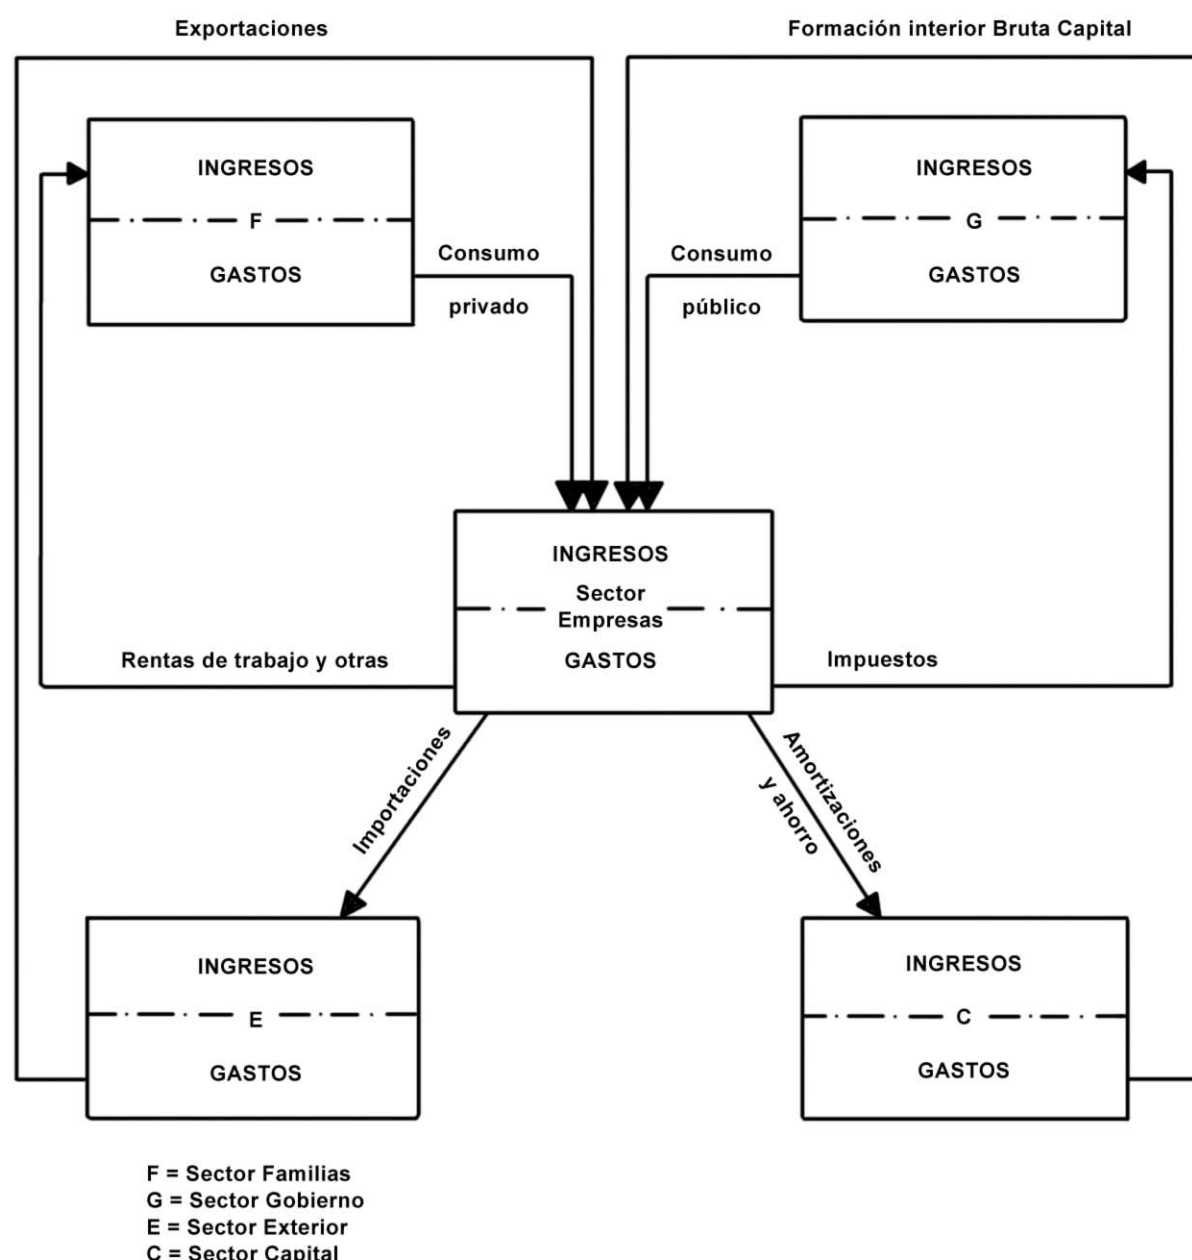 Exportaciones
Formación interior Bruta Capital
INGRESOS
F
GASTOS
INGRESOS
G
GASTOS
Consumo
privado
Consumo
público
INGRESOS
Sector
Empresas
GASTOS
Rentas de trabajo y otras
Impuestos
Importaciones
Amortizaciones
y ahorro
INGRESOS
E
GASTOS
INGRESOS
C
GASTOS
F = Sector Familias
G = Sector Gobierno
E = Sector Exterior
C = Sector Capital